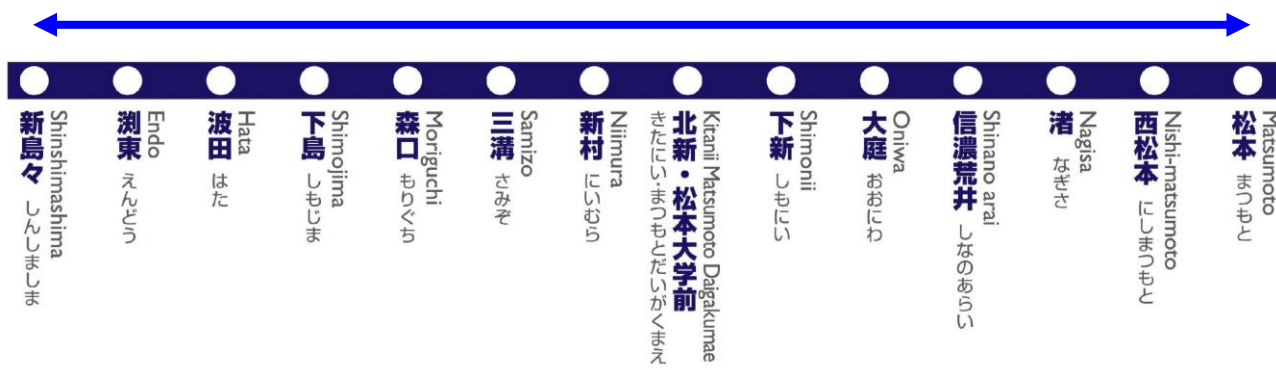 新島々 しんしましま
Shinshimashima
渕東 えんどう
Endo
波田 はた
Hata
下島 しもじま
Shimojima
森口 もりぐち
Moriguchi
三溝 さみぞ
Samizo
新村 にいむら
Niimura
北新・松本大学前
きたにい・まつもとだいがくまえ
Kitanii Matsumoto Daigakumae
下新 しもにい
Shimonii
大庭 おおにわ
Oniwa
信濃荒井 しなのあらい
Shinano arai
渚 なぎさ
Nagisa
西松本 にしまつもと
Nishi-matsumoto
松本 まつもと
Matsumoto